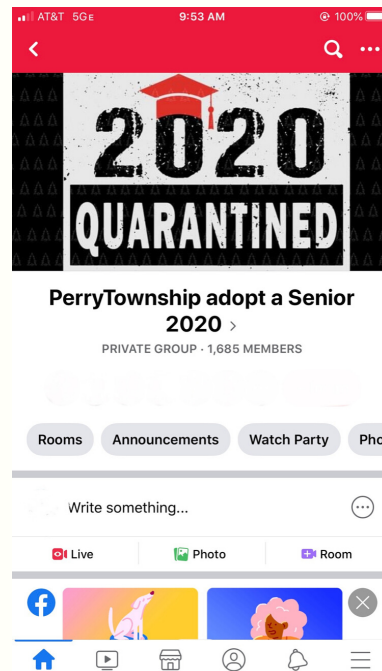 AT&T 5GE 9:53 AM 100%
2020
QUARANTINED
PerryTownship adopt a Senior
2020 >
PRIVATE GROUP · 1,685 MEMBERS
Rooms Announcements Watch Party Pho
Write something...
Live Photo Room